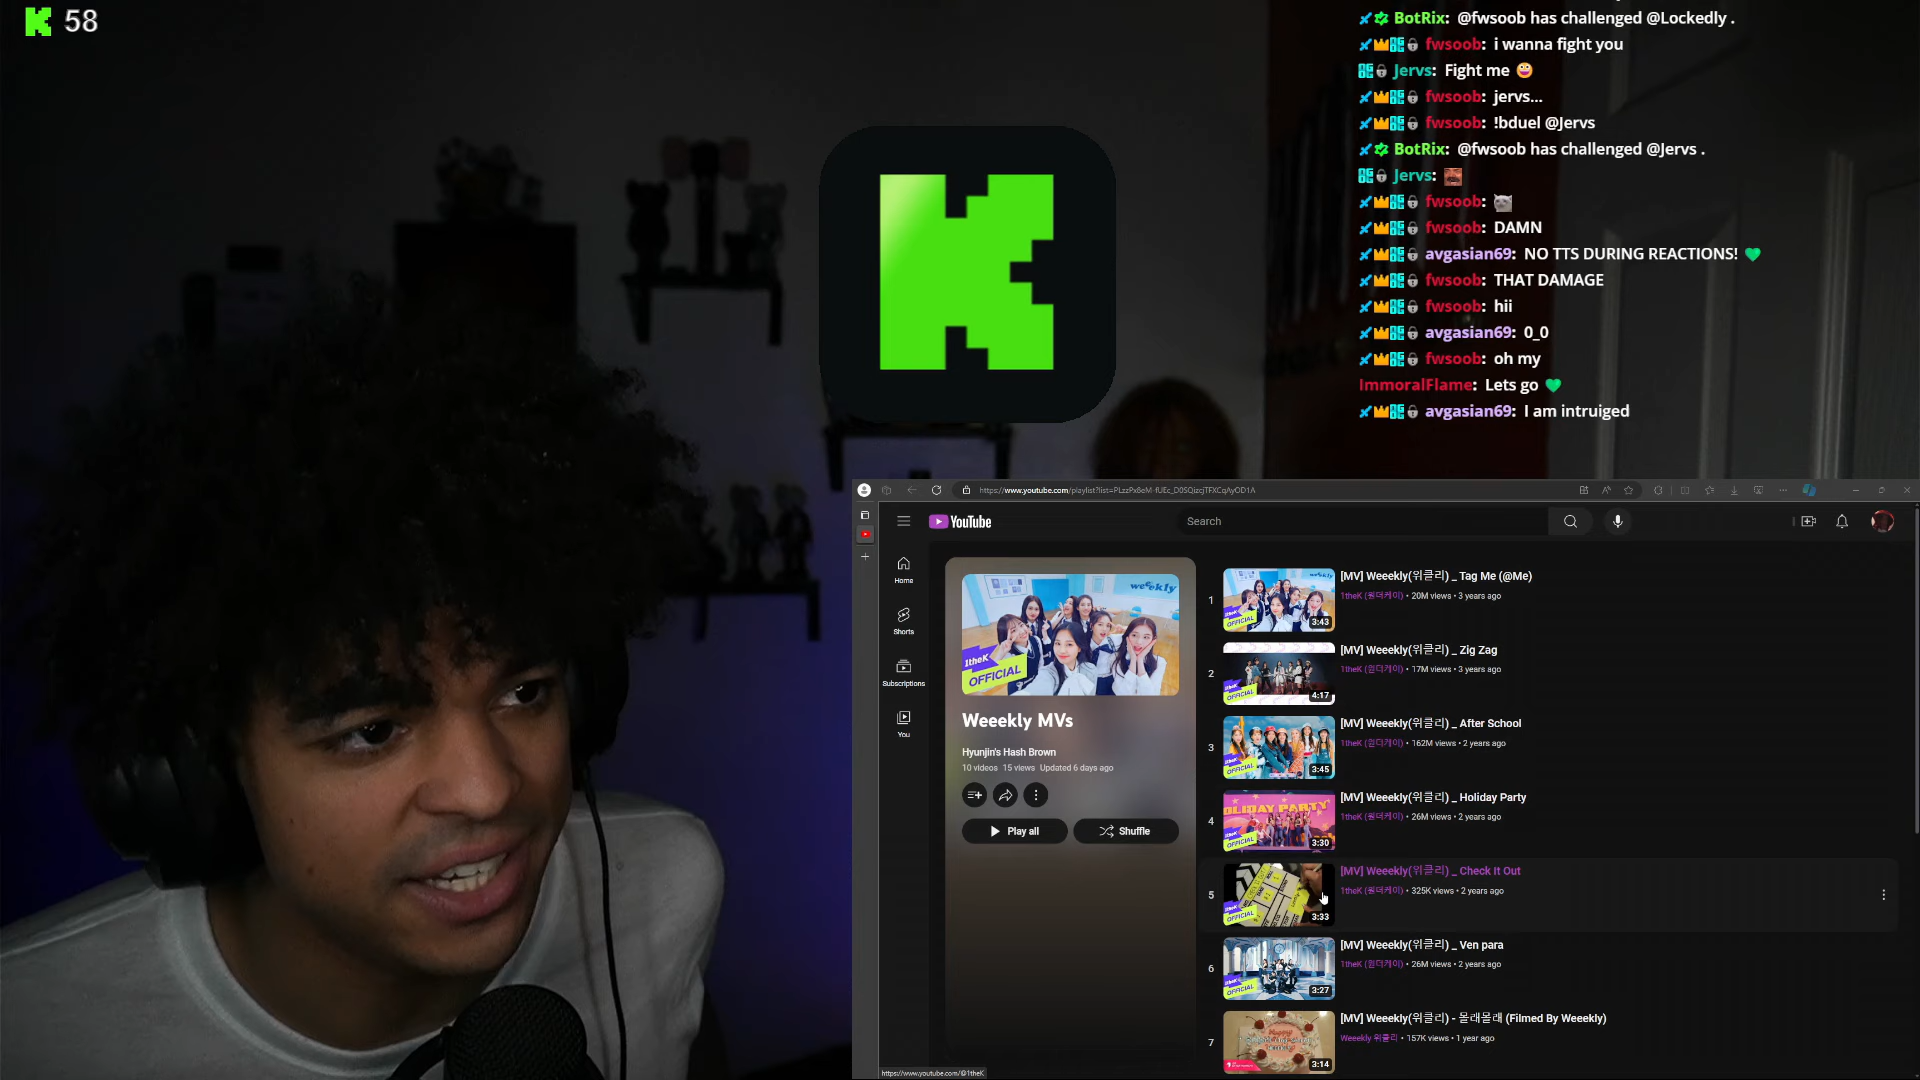 58
BotRix: @fwsoob has challenged @Lockedly .
fwsoob: i wanna fight you
Jervs: Fight me
fwsoob: jervs...
fwsoob: !bduel @Jervs
BotRix: @fwsoob has challenged @Jervs .
Jervs:
fwsoob:
fwsoob: DAMN
avgasian69: NO TTS DURING REACTIONS!
fwsoob: THAT DAMAGE
fwsoob: hii
avgasian69: 0_0
fwsoob: oh my
ImmoralFlame: Lets go
avgasian69: I am intruiged
YouTube
Search
Home
Shorts
Subscriptions
You
weeekly
1theK
OFFICIAL
Weeekly MVs
Hyunjin's Hash Brown
10 videos 15 views Updated 6 days ago
Play all
Shuffle
1
3:43
[MV] Weeekly(위클리) _ Tag Me (@Me)
1theK (원더케이) • 20M views • 3 years ago
2
4:17
[MV] Weeekly(위클리) _ Zig Zag
1theK (원더케이) • 17M views • 3 years ago
3
3:45
[MV] Weeekly(위클리) _ After School
1theK (원더케이) • 162M views • 2 years ago
4
3:30
[MV] Weeekly(위클리) _ Holiday Party
1theK (원더케이) • 26M views • 2 years ago
5
3:33
[MV] Weeekly(위클리) _ Check It Out
1theK (원더케이) • 325K views • 2 years ago
6
3:27
[MV] Weeekly(위클리) _ Ven para
1theK (원더케이) • 26M views • 2 years ago
7
3:14
[MV] Weeekly(위클리) - 몰래몰래 (Filmed By Weeekly)
Weeekly 위클리 • 157K views • 1 year ago
https://www.youtube.com/@1theK